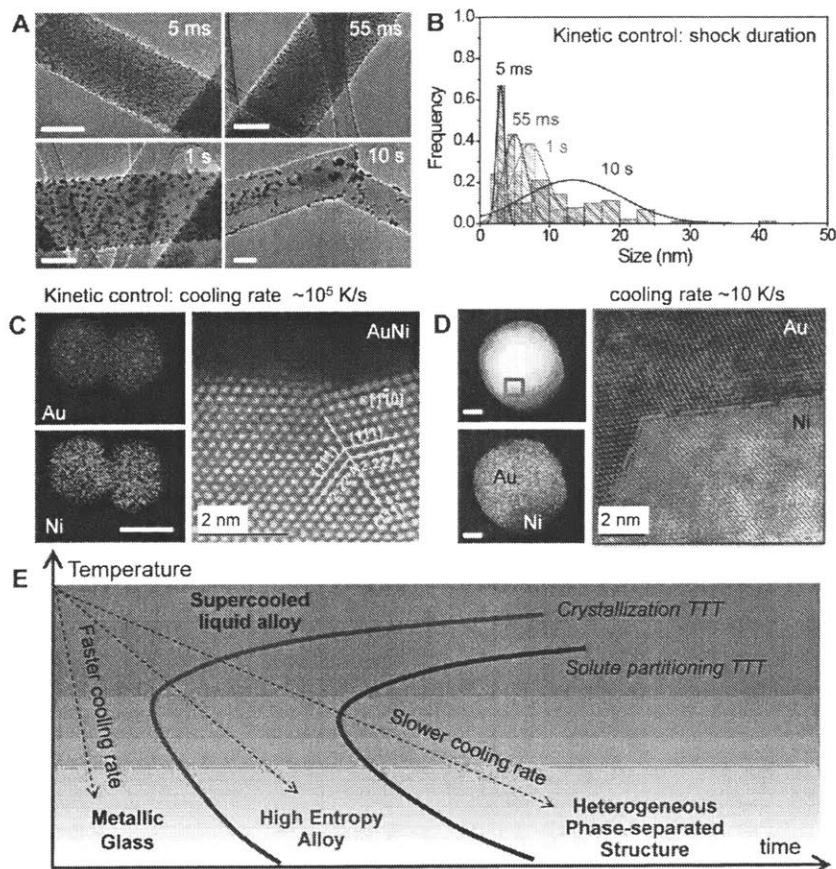 A
5 ms
55 ms
1 s
10 s
B
Kinetic control: shock duration
5 ms
55 ms
1 s
10 s
Frequency
1.0
0.8
0.6
0.4
0.2
0.0
0 10 20 30 40 50
Size (nm)
Kinetic control: cooling rate ~10⁵ K/s
cooling rate ~10 K/s
C
Au
Ni
AuNi
2 nm
D
Au
Ni
Au
Ni
2 nm
E
Temperature
Supercooled
liquid alloy
Crystallization TTT
Solute partitioning TTT
Faster cooling rate
Slower cooling rate
Metallic
Glass
High Entropy
Alloy
Heterogeneous
Phase-separated
Structure
time